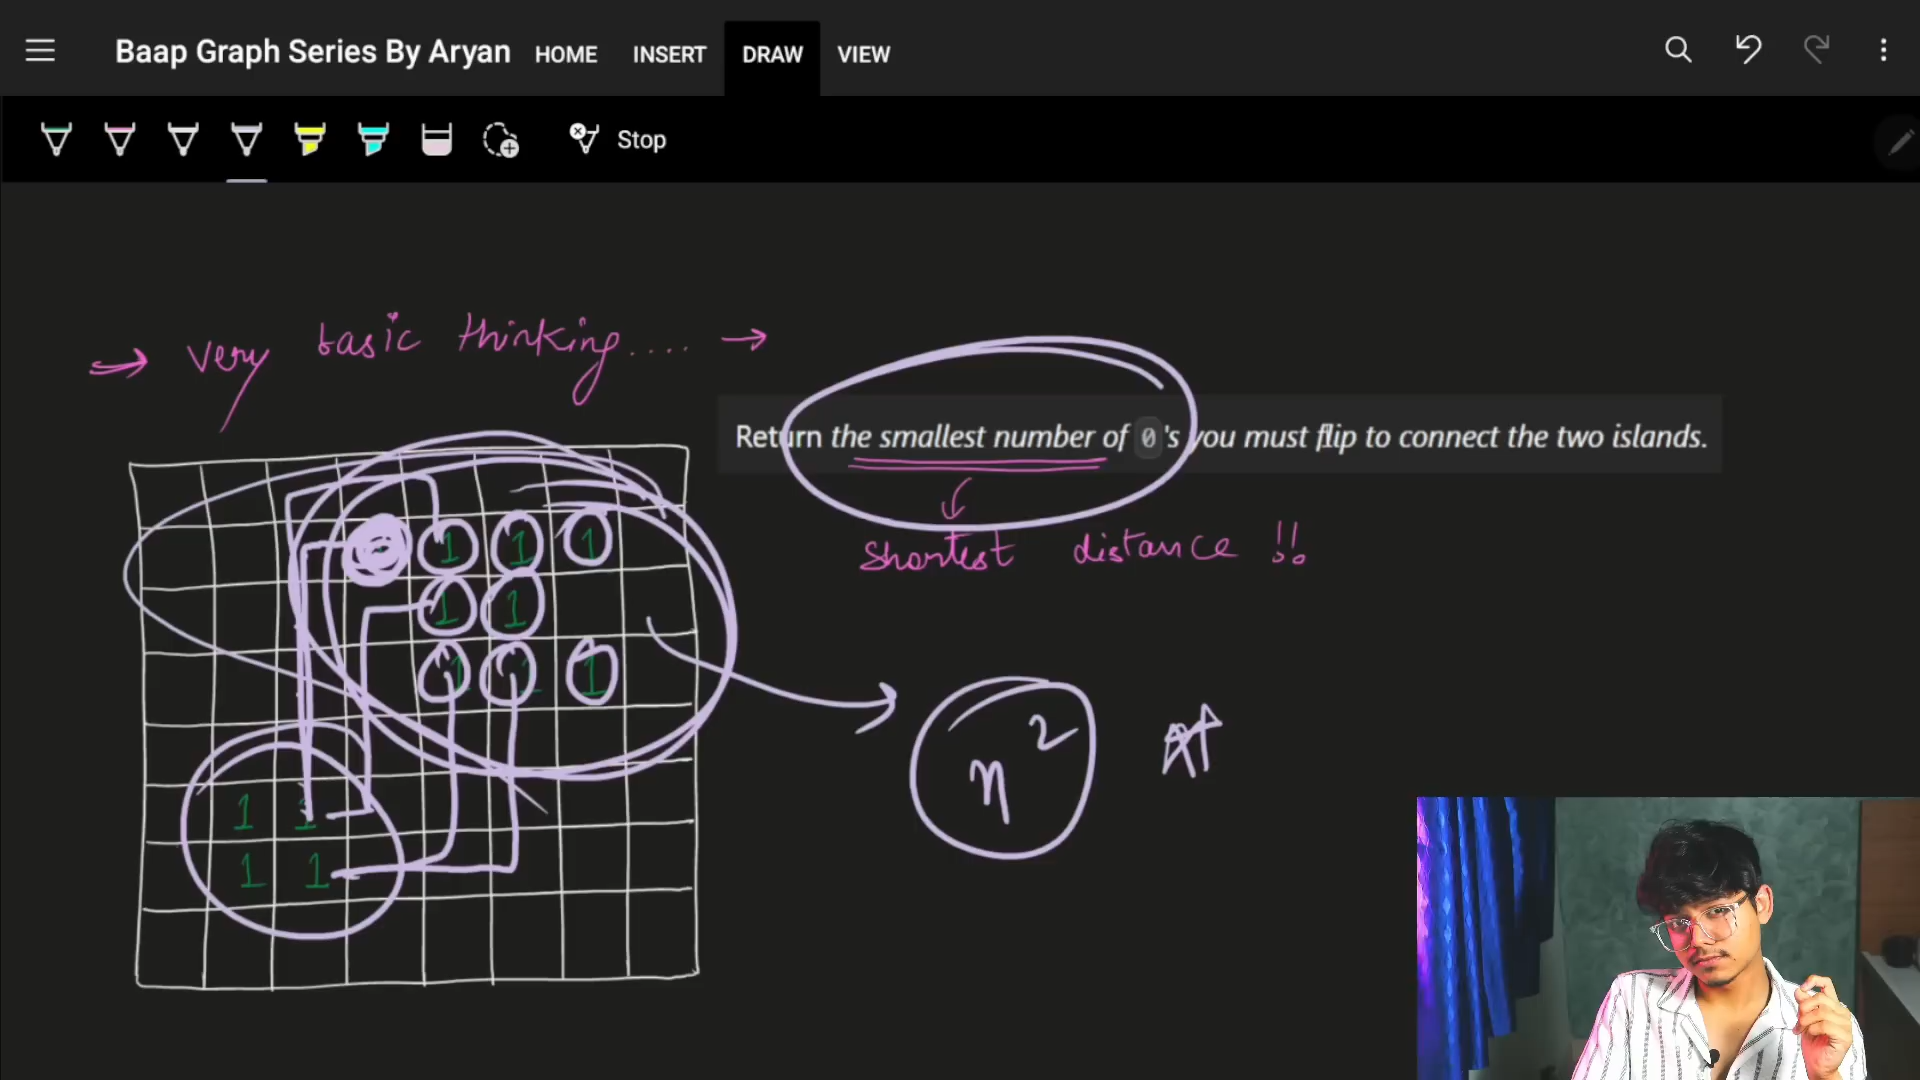 Baap Graph Series By Aryan HOME INSERT DRAW VIEW
Stop
⇒ very basic thinking.... →
Return the smallest number of 0's you must flip to connect the two islands.
shortest distance !!
1 1 1
1 1
1 1 1
n²
1 1
1 1